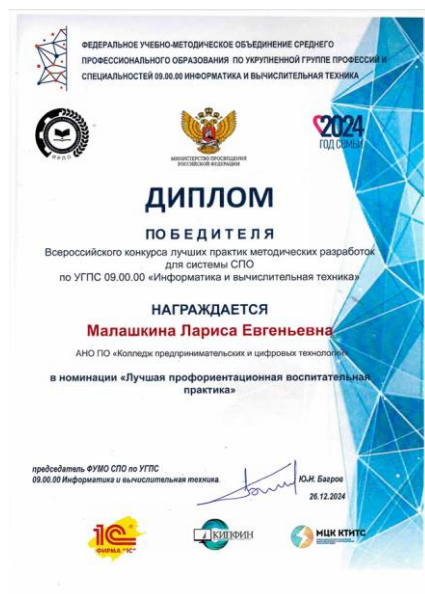 ФЕДЕРАЛЬНОЕ УЧЕБНО-МЕТОДИЧЕСКОЕ ОБЪЕДИНЕНИЕ СРЕДНЕГО
ПРОФЕССИОНАЛЬНОГО ОБРАЗОВАНИЯ ПО УКРУПНЕННОЙ ГРУППЕ ПРОФЕССИЙ И
СПЕЦИАЛЬНОСТЕЙ 09.00.00 ИНФОРМАТИКА И ВЫЧИСЛИТЕЛЬНАЯ ТЕХНИКА
ИРПО
МИНИСТЕРСТВО ПРОСВЕЩЕНИЯ
РОССИЙСКОЙ ФЕДЕРАЦИИ
2024
ГОД СЕМЬИ
ДИПЛОМ
ПОБЕДИТЕЛЯ
Всероссийского конкурса лучших практик методических разработок
для системы СПО
по УГПС 09.00.00 «Информатика и вычислительная техника»
НАГРАЖДАЕТСЯ
Малашкина Лариса Евгеньевна
АНО ПО «Колледж предпринимательских и цифровых технологий»
в номинации «Лучшая профориентационная воспитательная
практика»
председатель ФУМО СПО по УГПС
09.00.00 Информатика и вычислительная техника
Ю.Н. Багров
26.12.2024
1С
ФИРМА "1С"
КИПФИН
МЦК КТИТС